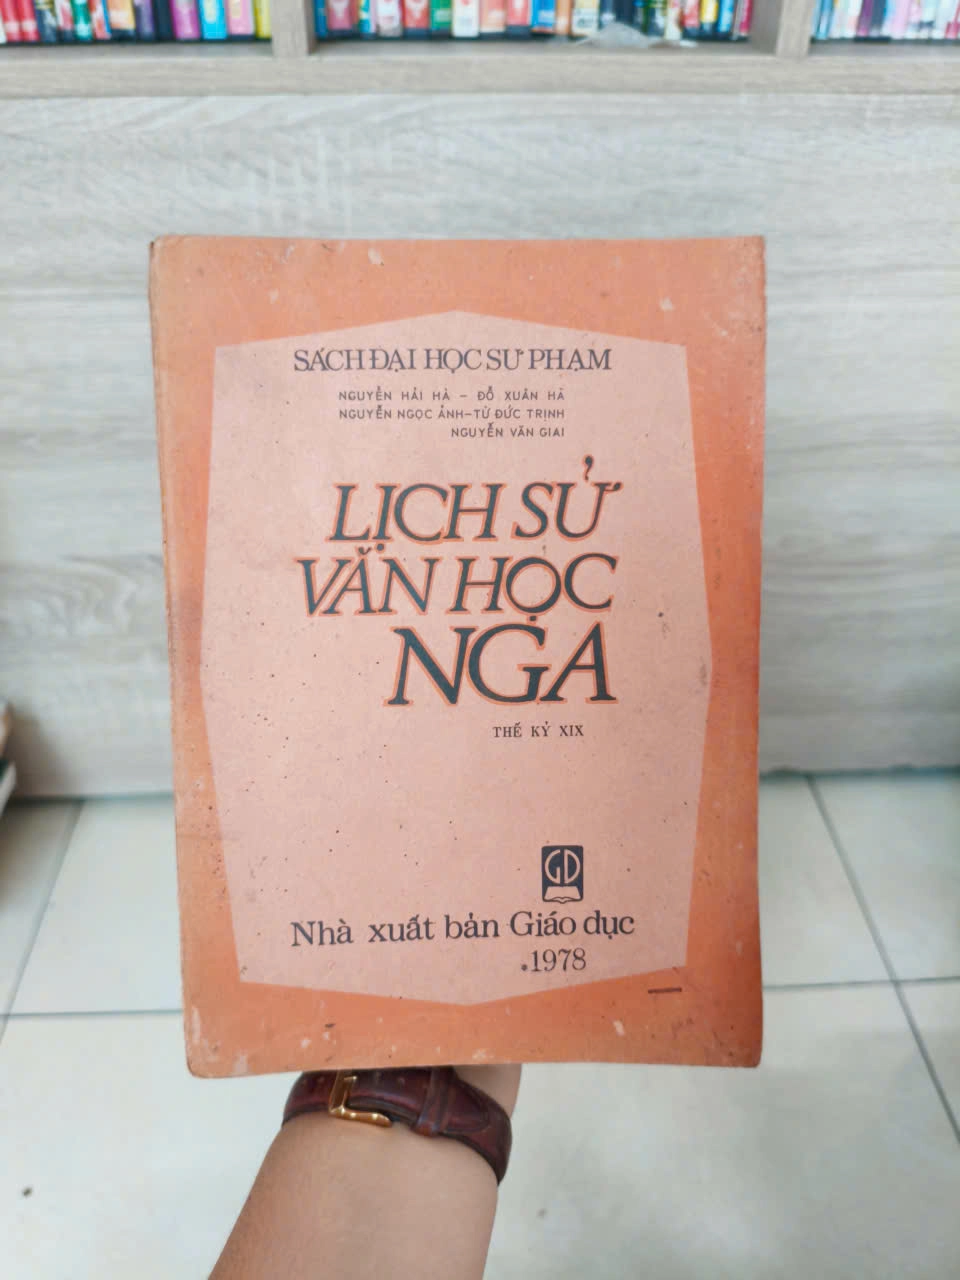 SÁCH ĐẠI HỌC SƯ PHẠM
NGUYỄN HẢI HÀ - ĐỖ XUÂN HÀ
NGUYỄN NGỌC ẢNH - TỪ ĐỨC TRỊNH
NGUYỄN VĂN GIAI
LỊCH SỬ
VĂN HỌC
NGA
THẾ KỶ XIX
GD
Nhà xuất bản Giáo dục
1978